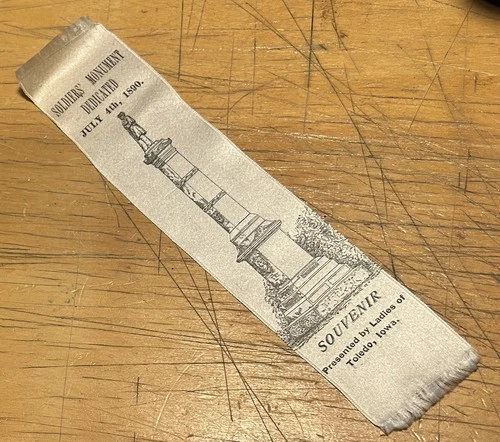 SOLDIERS' MONUMENT
DEDICATED
JULY 4th, 1890.
SOUVENIR
Presented by Ladies of
Toledo, Iowa.